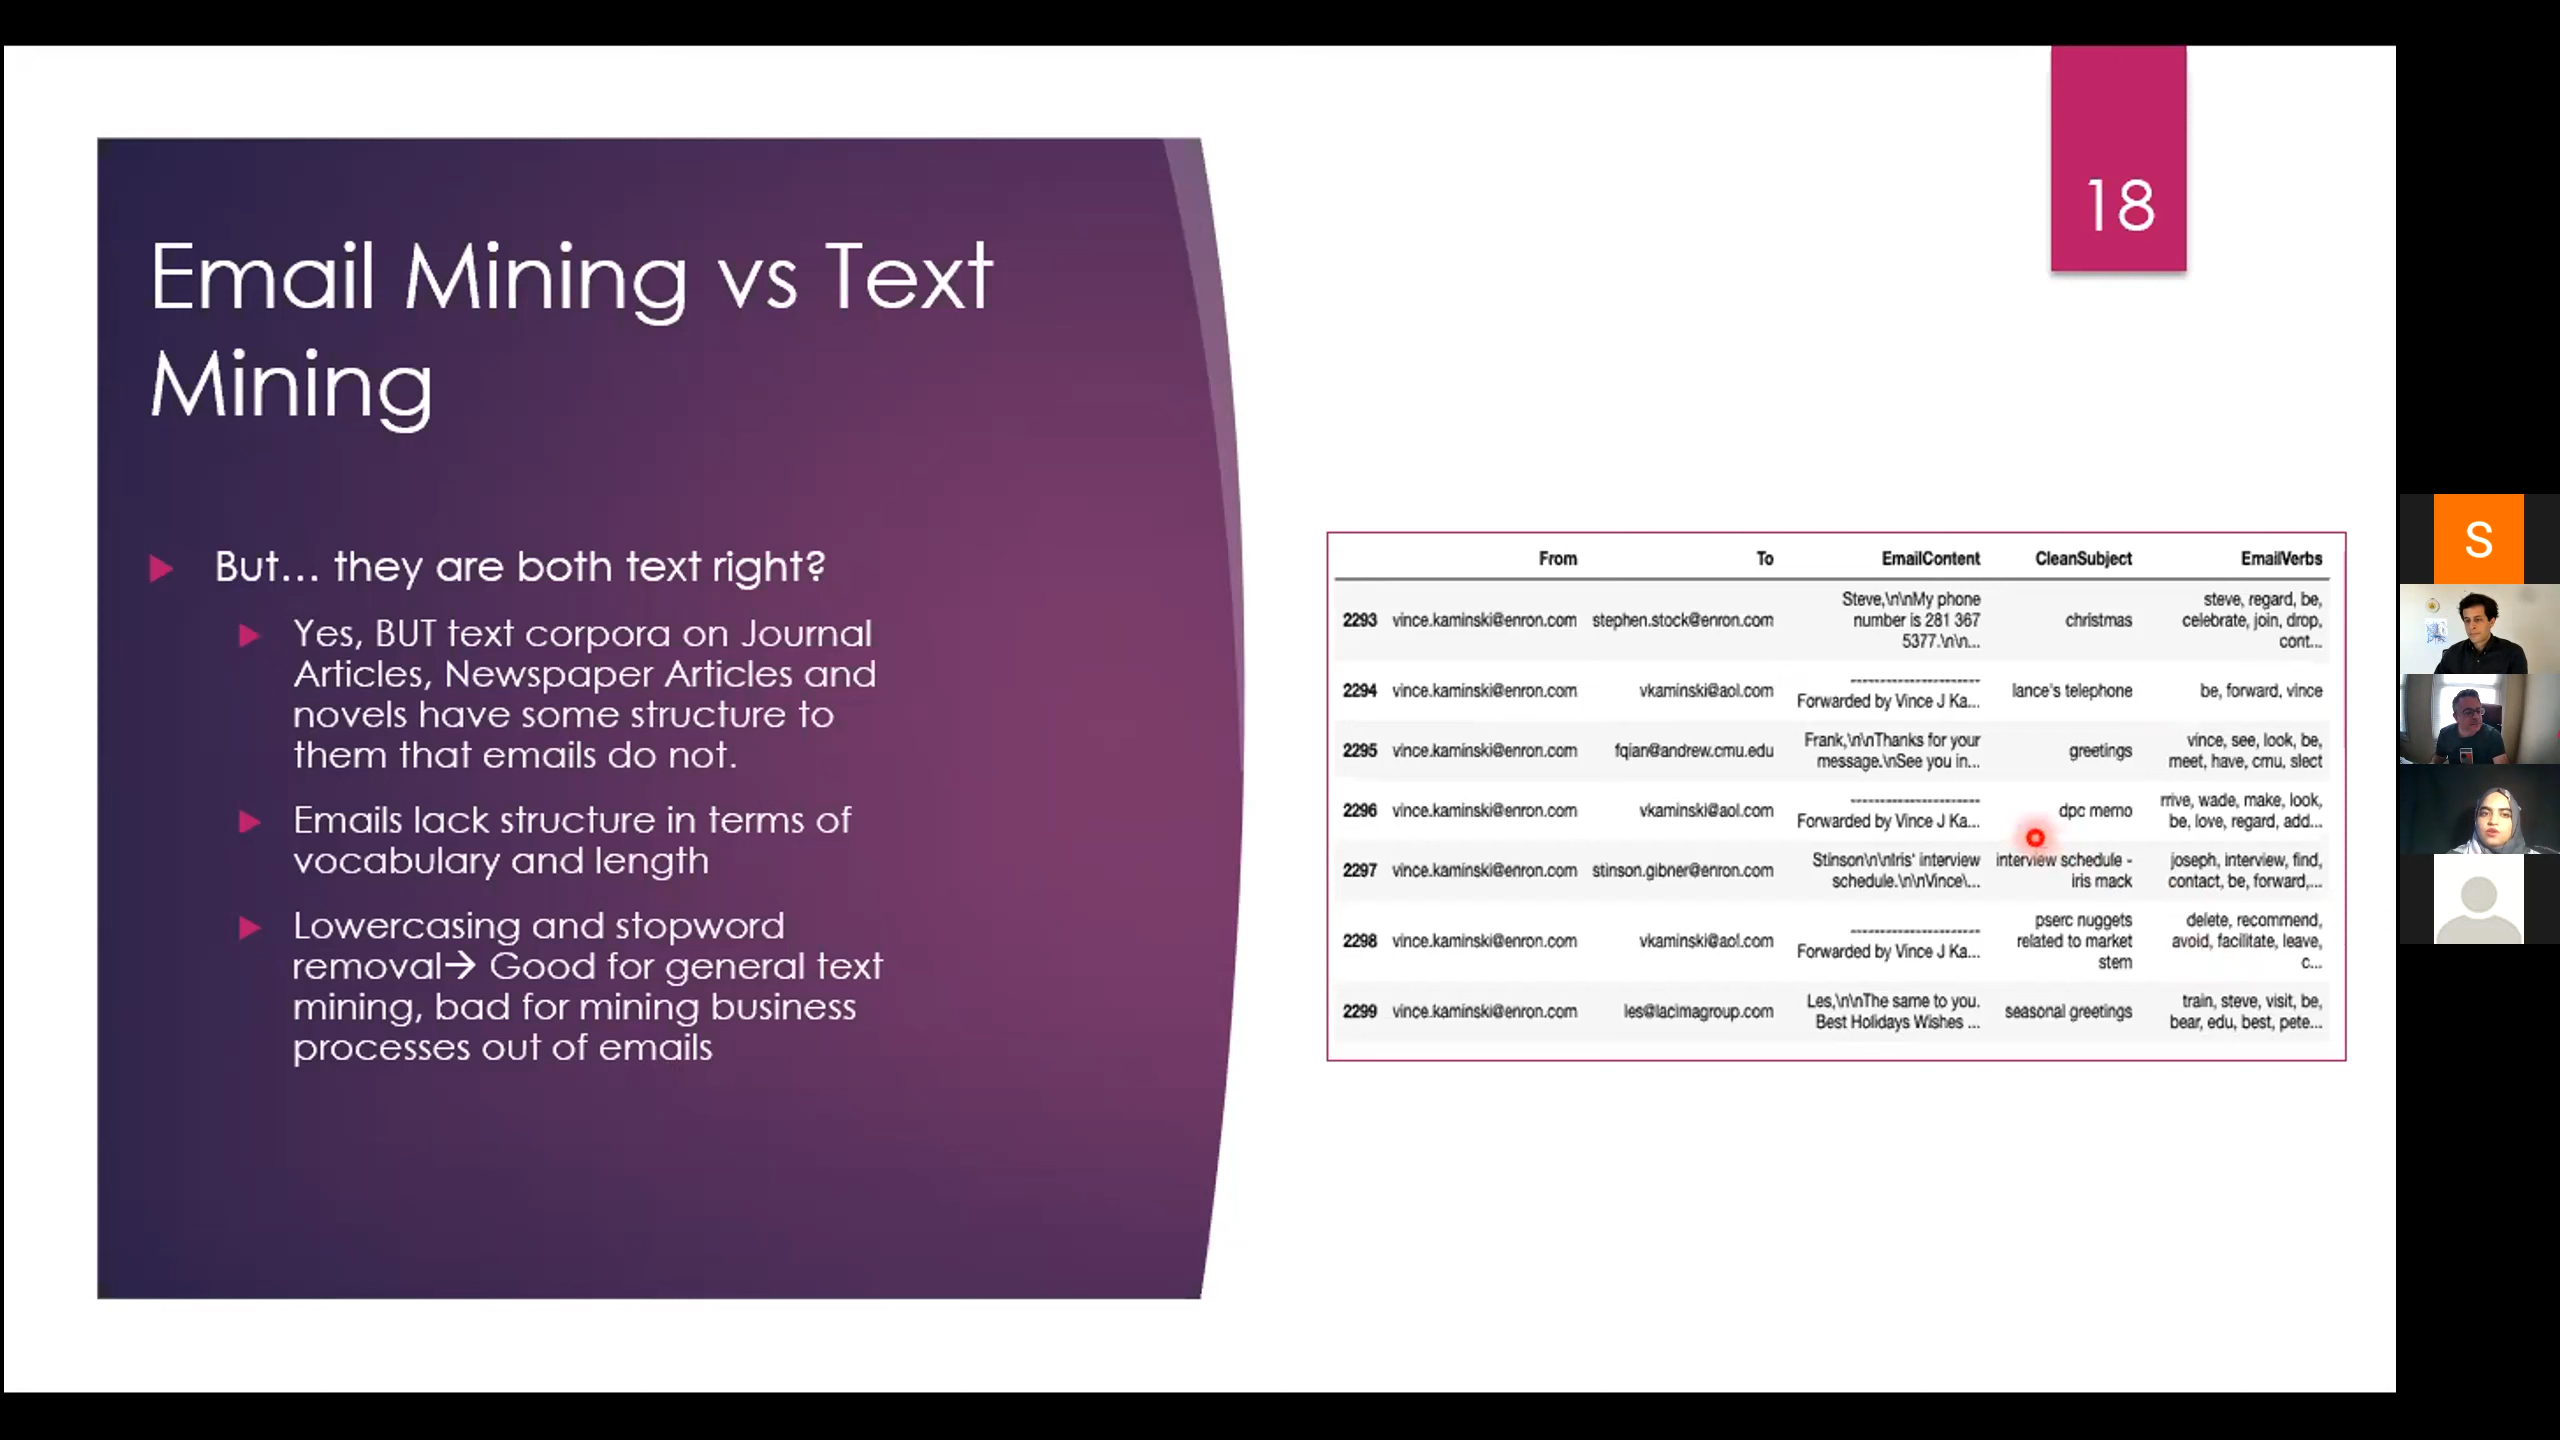 18
Email Mining vs Text
Mining
But... they are both text right?
Yes, BUT text corpora on Journal
Articles, Newspaper Articles and
novels have some structure to
them that emails do not.
Emails lack structure in terms of
vocabulary and length
Lowercasing and stopword
removal→ Good for general text
mining, bad for mining business
processes out of emails
From To EmailContent CleanSubject EmailVerbs
2293 vince.kaminski@enron.com stephen.stock@enron.com Steve,\n\nMy phone
number is 281 367
5377.\n\n... christmas steve, regard, be,
celebrate, join, drop,
cont...
2294 vince.kaminski@enron.com vkaminski@aol.com ----------------------
Forwarded by Vince J Ka... lance's telephone be, forward, vince
2295 vince.kaminski@enron.com fqian@andrew.cmu.edu Frank,\n\nThanks for your
message.\nSee you in... greetings vince, see, look, be,
meet, have, cmu, slect
2296 vince.kaminski@enron.com vkaminski@aol.com ----------------------
Forwarded by Vince J Ka... dpc memo rrive, wade, make, look,
be, love, regard, add...
2297 vince.kaminski@enron.com stinson.gibner@enron.com Stinson\n\nIris' interview
schedule.\n\nVince\... interview schedule -
iris mack joseph, interview, find,
contact, be, forward,...
2298 vince.kaminski@enron.com vkaminski@aol.com ----------------------
Forwarded by Vince J Ka... pserc nuggets
related to market
stem delete, recommend,
avoid, facilitate, leave,
c...
2299 vince.kaminski@enron.com les@lacimagroup.com Les,\n\nThe same to you.
Best Holidays Wishes ... seasonal greetings train, steve, visit, be,
bear, edu, best, pete...
S